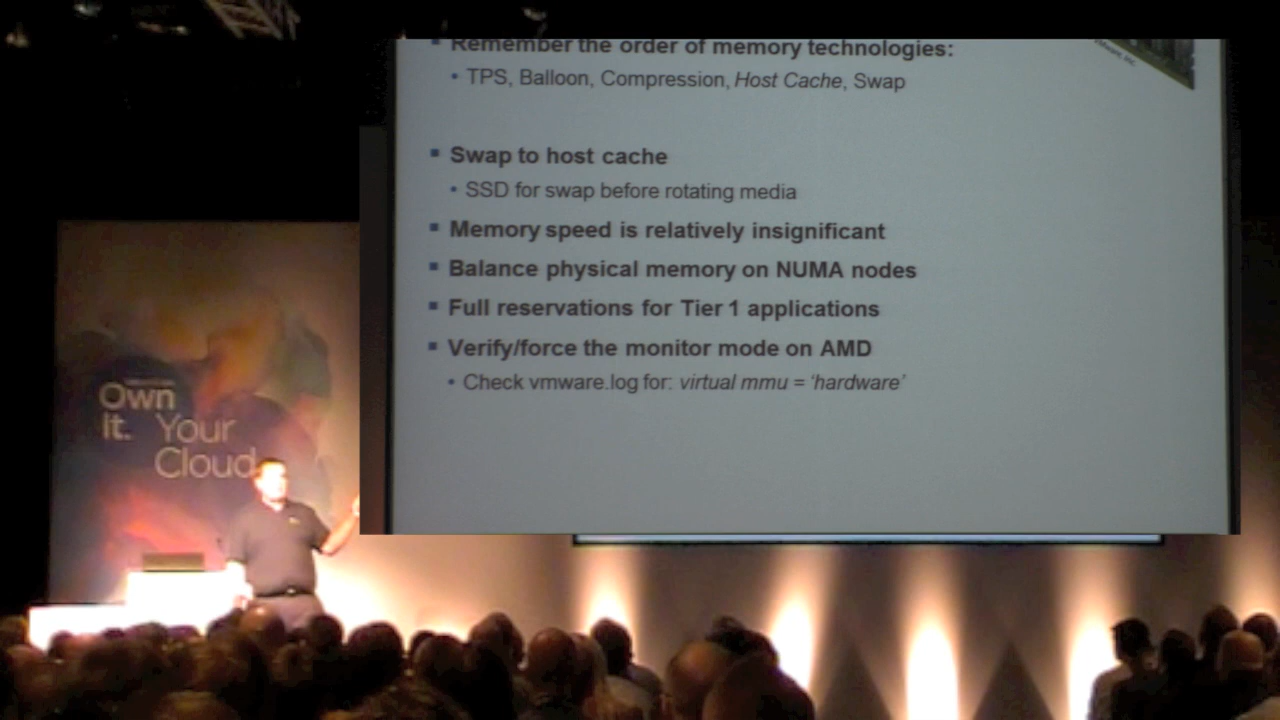 Remember the order of memory technologies:
TPS, Balloon, Compression, Host Cache, Swap
Swap to host cache
SSD for swap before rotating media
Memory speed is relatively insignificant
Balance physical memory on NUMA nodes
Full reservations for Tier 1 applications
Verify/force the monitor mode on AMD
Check vmware.log for: virtual mmu = ‘hardware’
Own
It. Your
Cloud